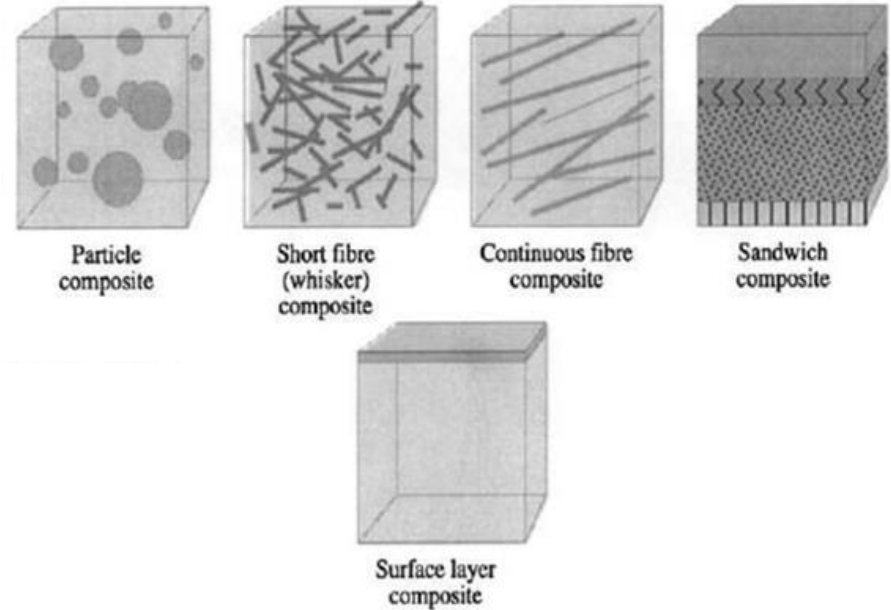 Particle
composite
Short fibre
(whisker)
composite
Continuous fibre
composite
Sandwich
composite
Surface layer
composite